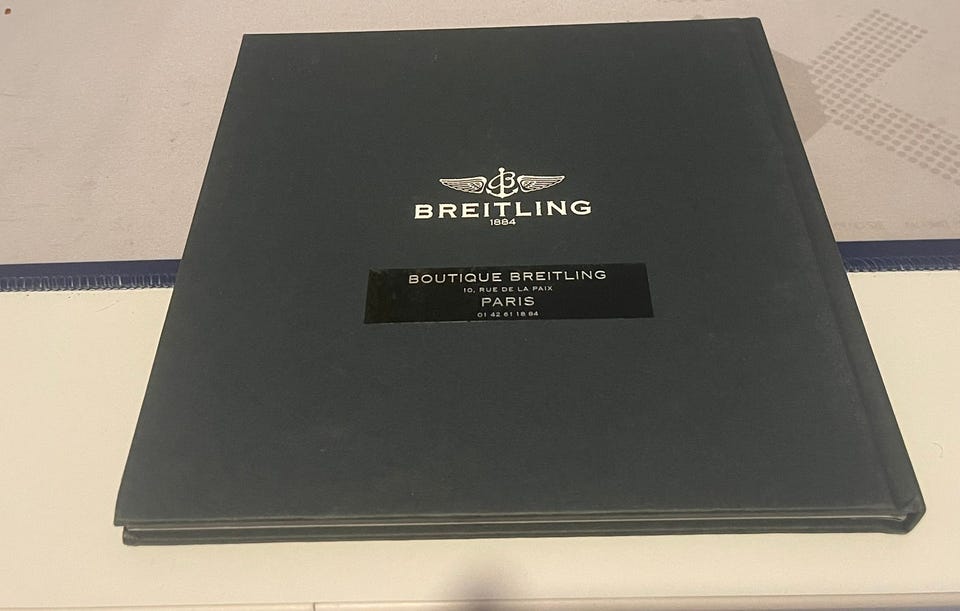 B
BREITLING
1884
BOUTIQUE BREITLING
10, RUE DE LA PAIX
PARIS
01 42 61 18 84